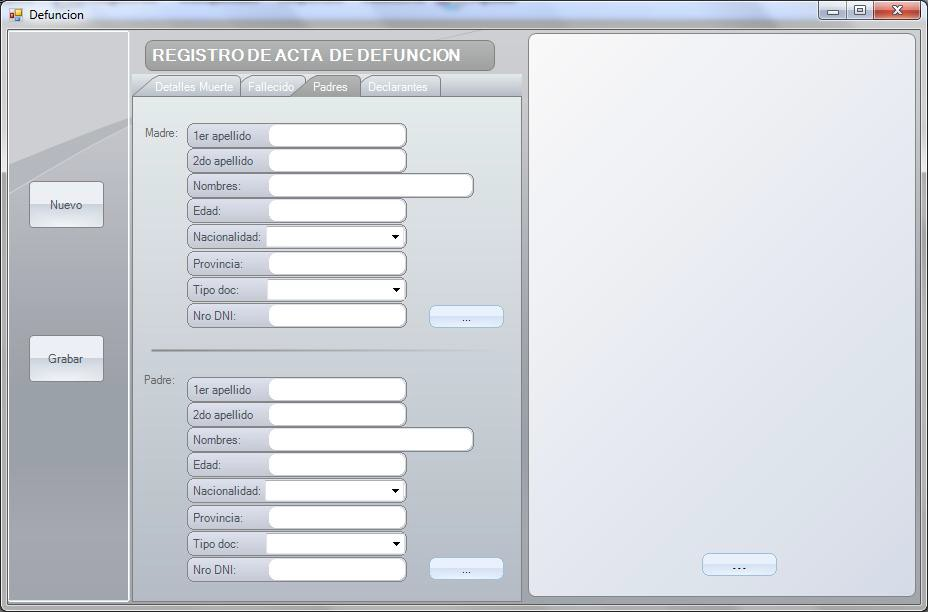 Defuncion
REGISTRO DE ACTA DE DEFUNCION
Detalles Muerte Fallecido Padres Declarantes
Madre:
1er apellido
2do apellido
Nombres:
Edad:
Nacionalidad:
Provincia:
Tipo doc:
Nro DNI:
...
Nuevo
Grabar
Padre:
1er apellido
2do apellido
Nombres:
Edad:
Nacionalidad:
Provincia:
Tipo doc:
Nro DNI:
...
...